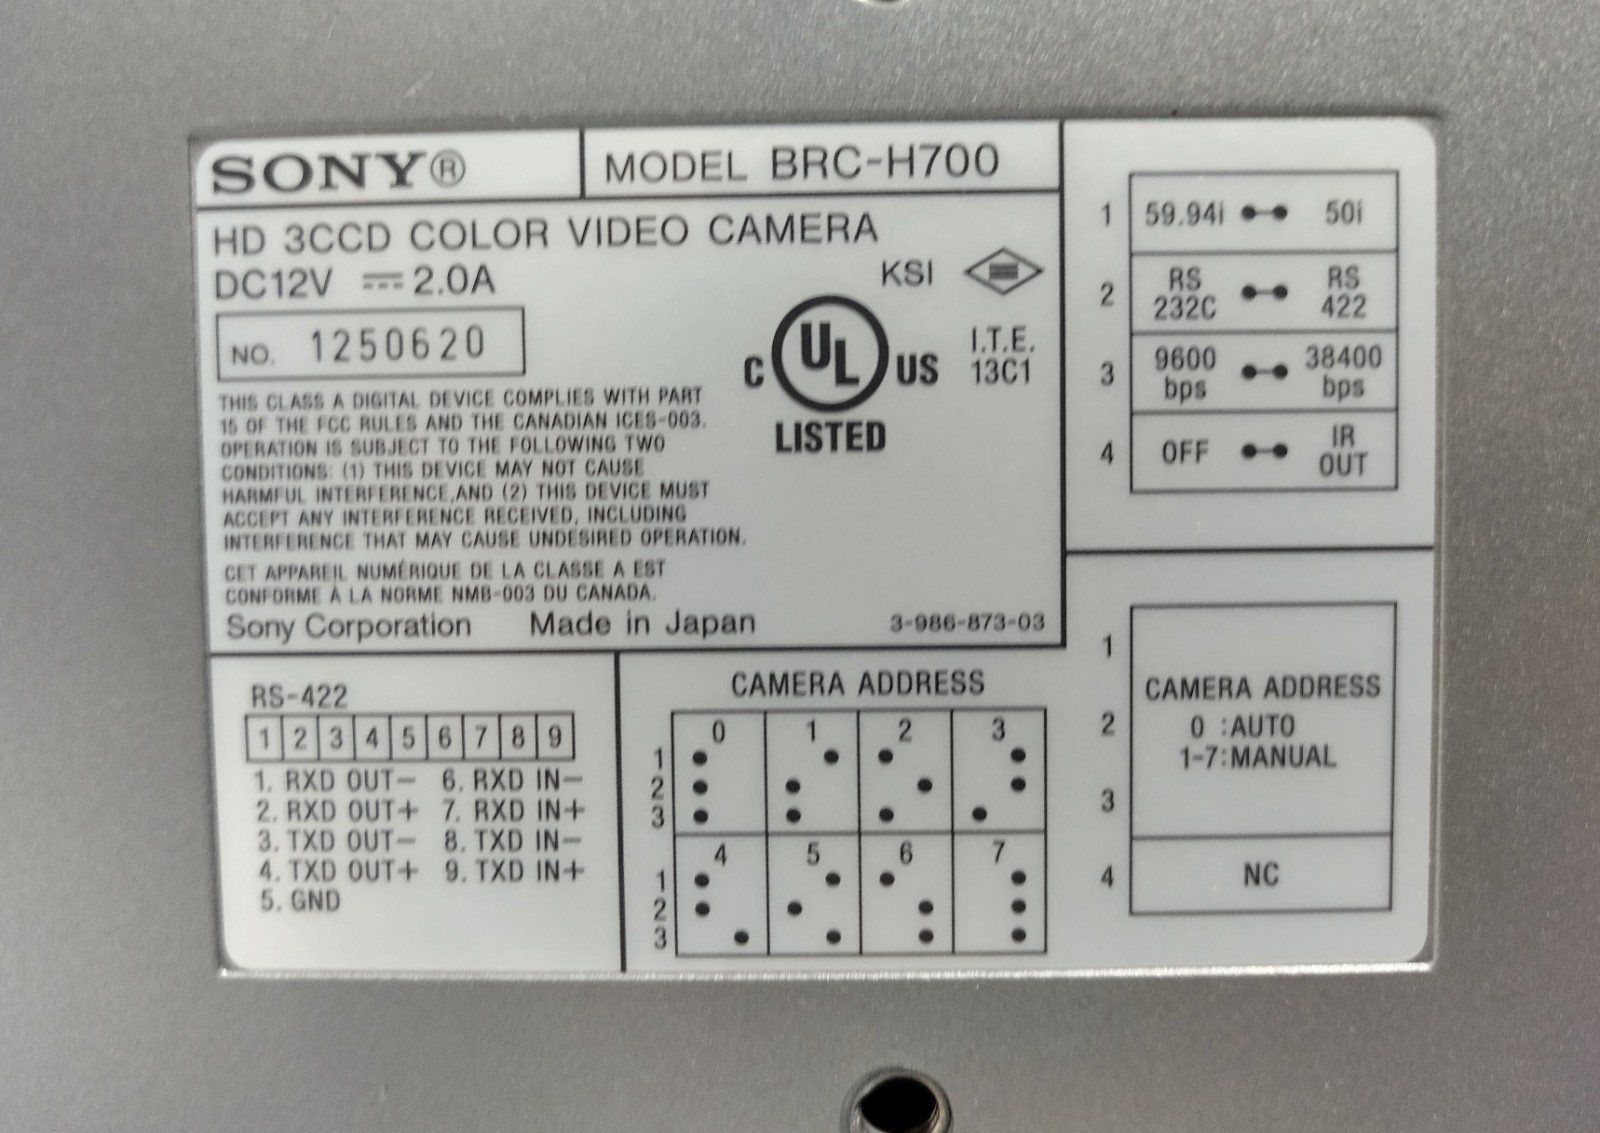 SONY®
MODEL BRC-H700
HD 3CCD COLOR VIDEO CAMERA
DC12V ⎓ 2.0A
KSI
NO. 1250620
C UL US
LISTED
I.T.E.
13C1
THIS CLASS A DIGITAL DEVICE COMPLIES WITH PART
15 OF THE FCC RULES AND THE CANADIAN ICES-003.
OPERATION IS SUBJECT TO THE FOLLOWING TWO
CONDITIONS: (1) THIS DEVICE MAY NOT CAUSE
HARMFUL INTERFERENCE,AND (2) THIS DEVICE MUST
ACCEPT ANY INTERFERENCE RECEIVED, INCLUDING
INTERFERENCE THAT MAY CAUSE UNDESIRED OPERATION.
CET APPAREIL NUMÉRIQUE DE LA CLASSE A EST
CONFORME À LA NORME NMB-003 DU CANADA.
Sony Corporation Made in Japan 3-986-873-03
1 59.94i 50i
2 RS 232C RS 422
3 9600 bps 38400 bps
4 OFF IR OUT
RS-422
1 2 3 4 5 6 7 8 9
1. RXD OUT− 6. RXD IN−
2. RXD OUT+ 7. RXD IN+
3. TXD OUT− 8. TXD IN−
4. TXD OUT+ 9. TXD IN+
5. GND
CAMERA ADDRESS
0 1 2 3
1
2
3
4 5 6 7
1
2
3
1
CAMERA ADDRESS
2 0 :AUTO
1-7:MANUAL
3
4 NC